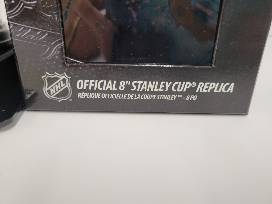 NHL
OFFICIAL 8" STANLEY CUP® REPLICA
RÉPLIQUE OFFICIELLE DE LA COUPE STANLEY™ - 8 PO